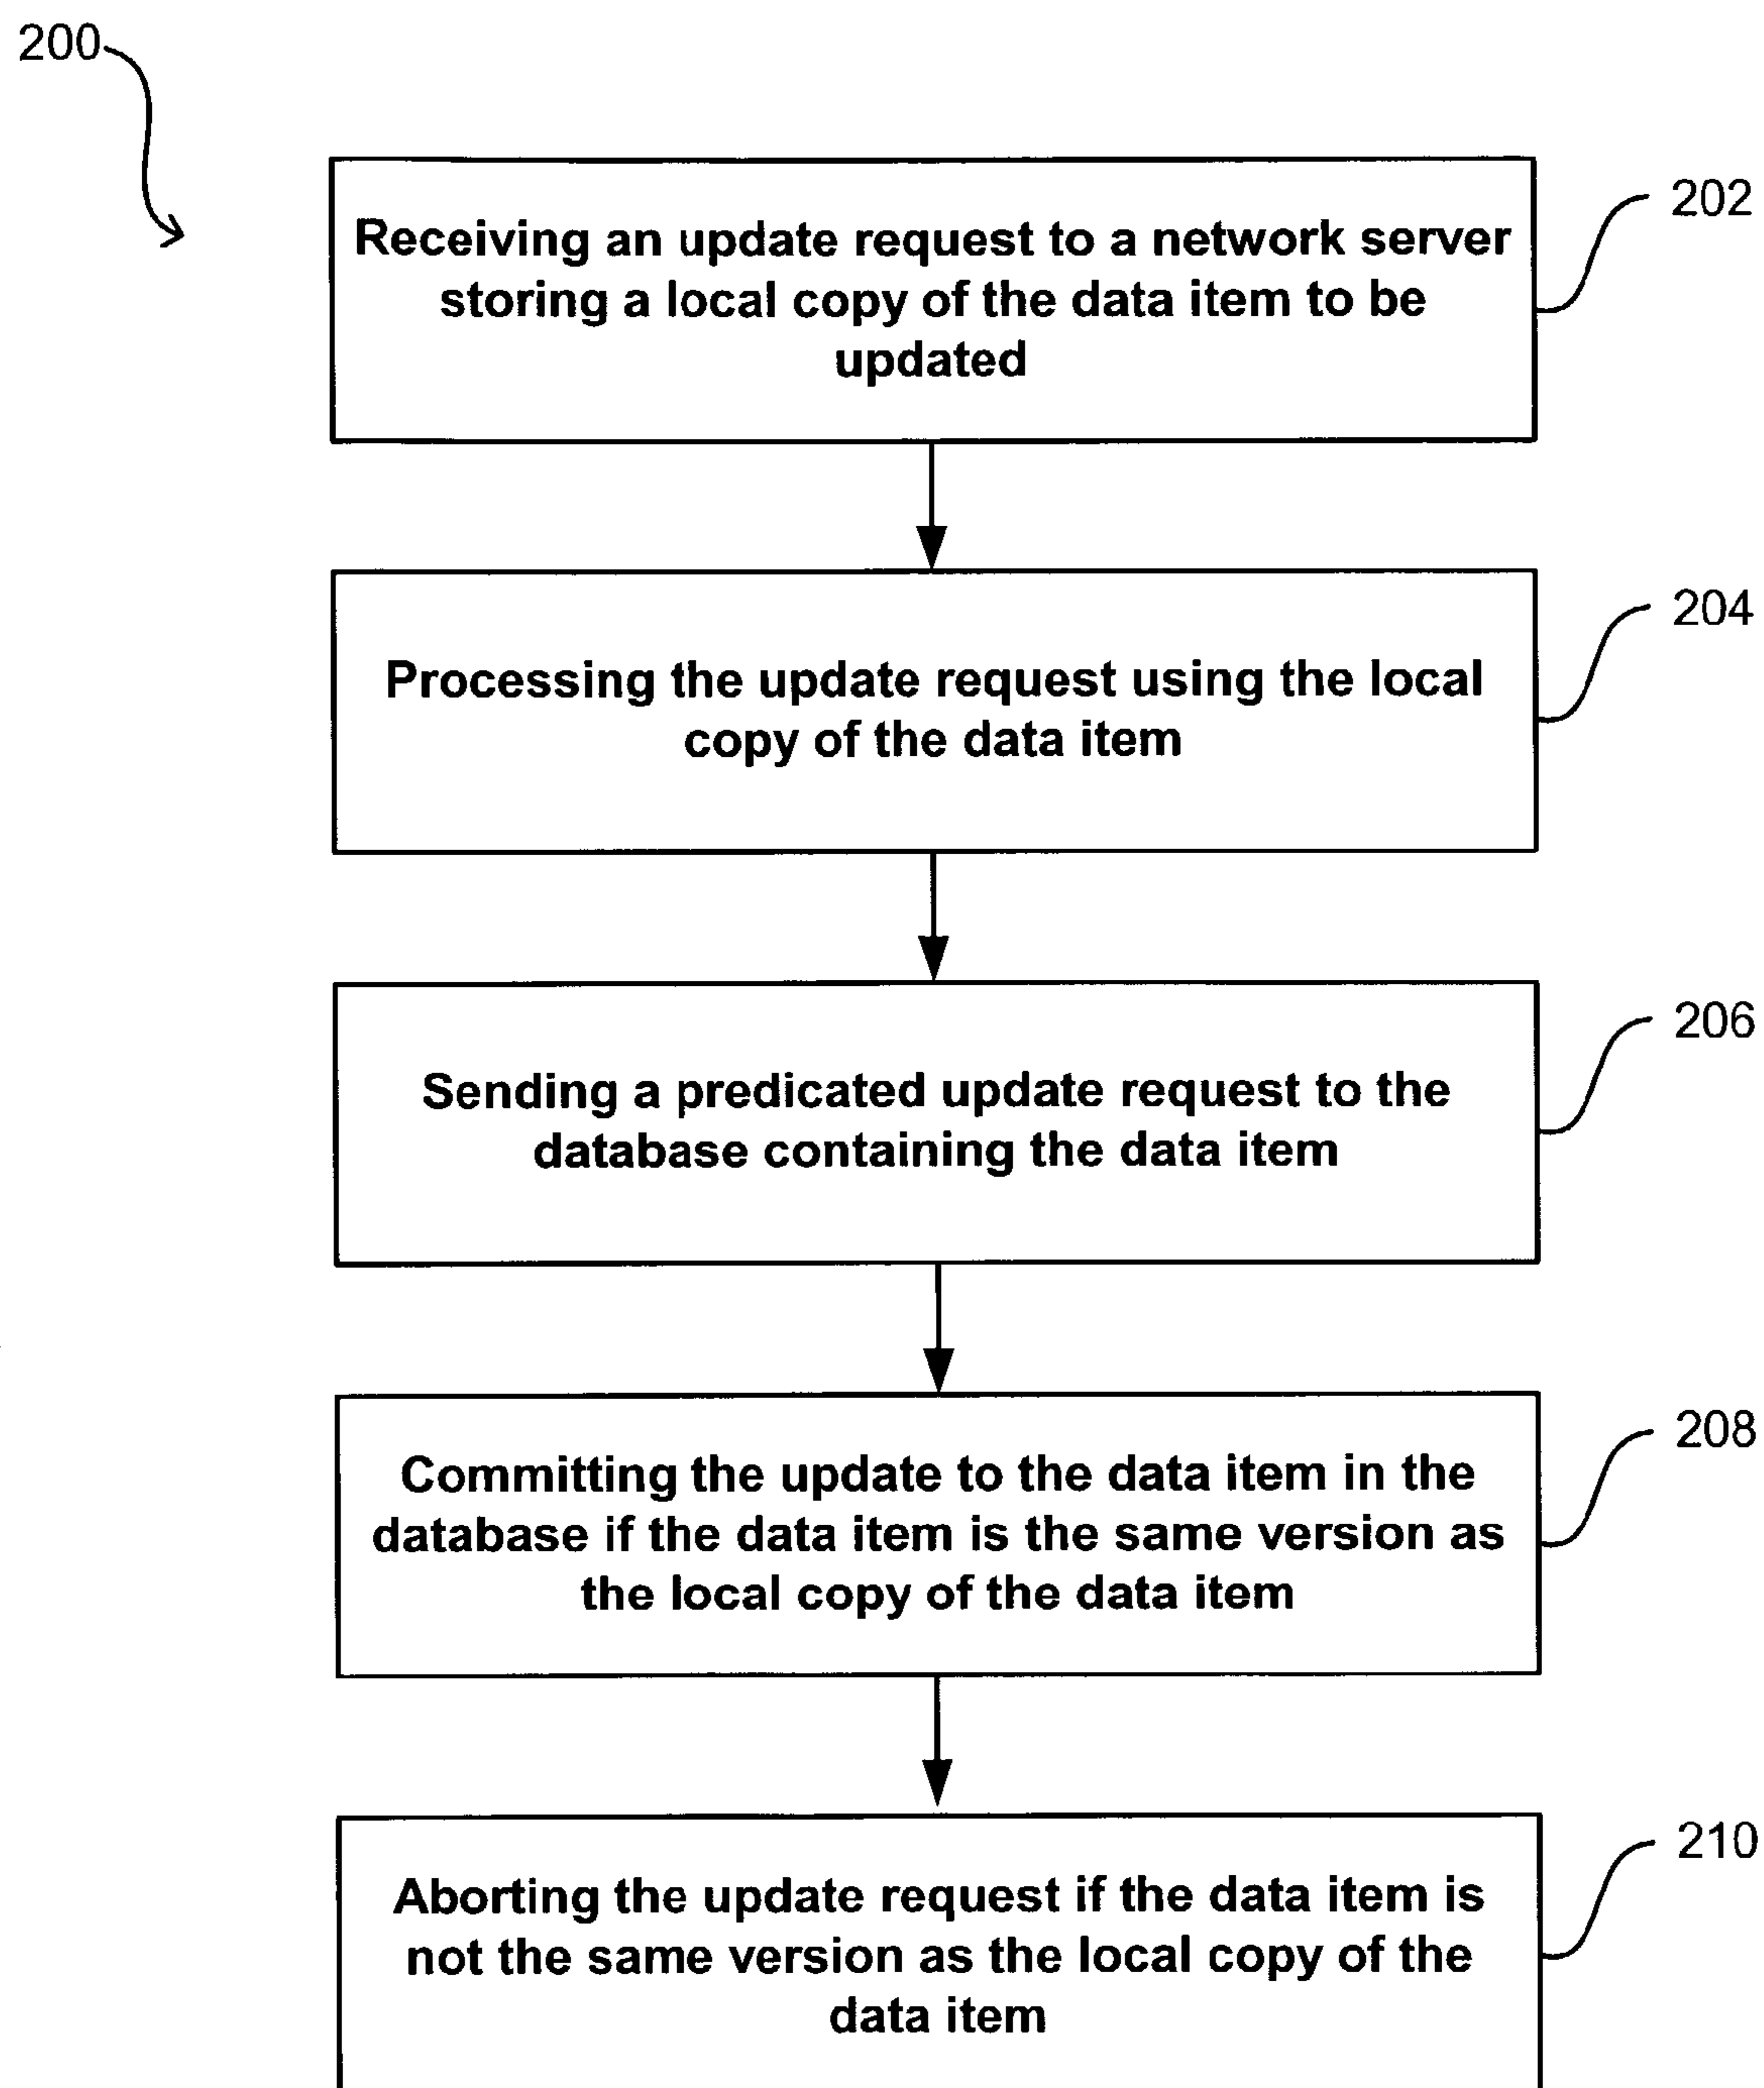 200
Receiving an update request to a network server
storing a local copy of the data item to be
updated
202
Processing the update request using the local
copy of the data item
204
Sending a predicated update request to the
database containing the data item
206
Committing the update to the data item in the
database if the data item is the same version as
the local copy of the data item
208
Aborting the update request if the data item is
not the same version as the local copy of the
data item
210